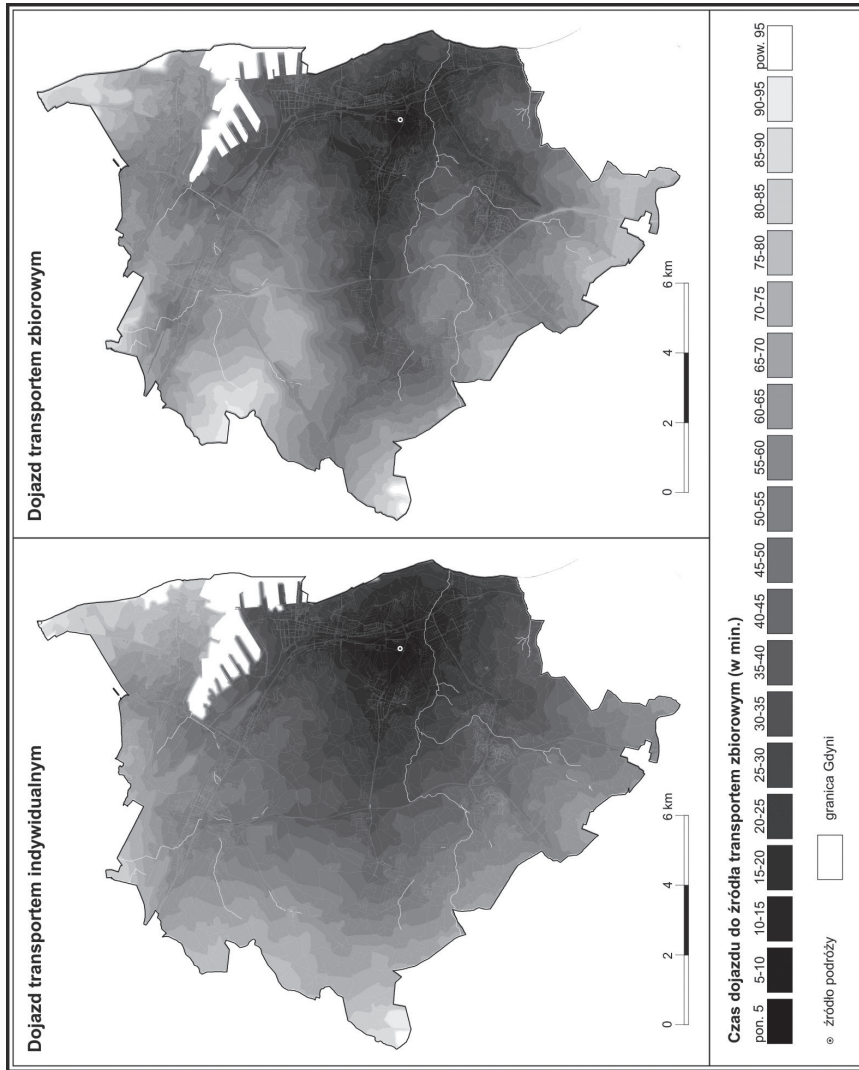 Dojazd transportem indywidualnym
0 2 4 6 km
Dojazd transportem zbiorowym
0 2 4 6 km
Czas dojazdu do źródła transportem zbiorowym (w min.)
pon. 5 5-10 10-15 15-20 20-25 25-30 30-35 35-40 40-45 45-50 50-55 55-60 60-65 65-70 70-75 75-80 80-85 85-90 90-95 pow. 95
źródło podróży granica Gdyni